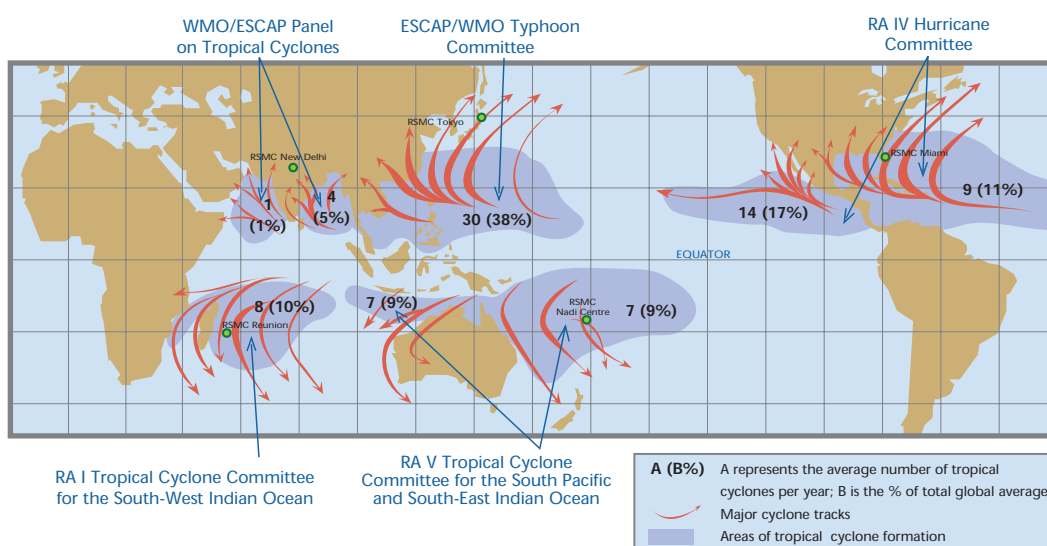 WMO/ESCAP Panel
on Tropical Cyclones
ESCAP/WMO Typhoon
Committee
RA IV Hurricane
Committee
RSMC Tokyo
RSMC New Delhi
RSMC Miami
1
(1%)
4
(5%)
30 (38%)
14 (17%)
9 (11%)
EQUATOR
8 (10%)
RSMC Reunion
7 (9%)
RSMC
Nadi Centre
7 (9%)
RA I Tropical Cyclone Committee
for the South-West Indian Ocean
RA V Tropical Cyclone
Committee for the South Pacific
and South-East Indian Ocean
A (B%) A represents the average number of tropical
cyclones per year; B is the % of total global average
Major cyclone tracks
Areas of tropical cyclone formation